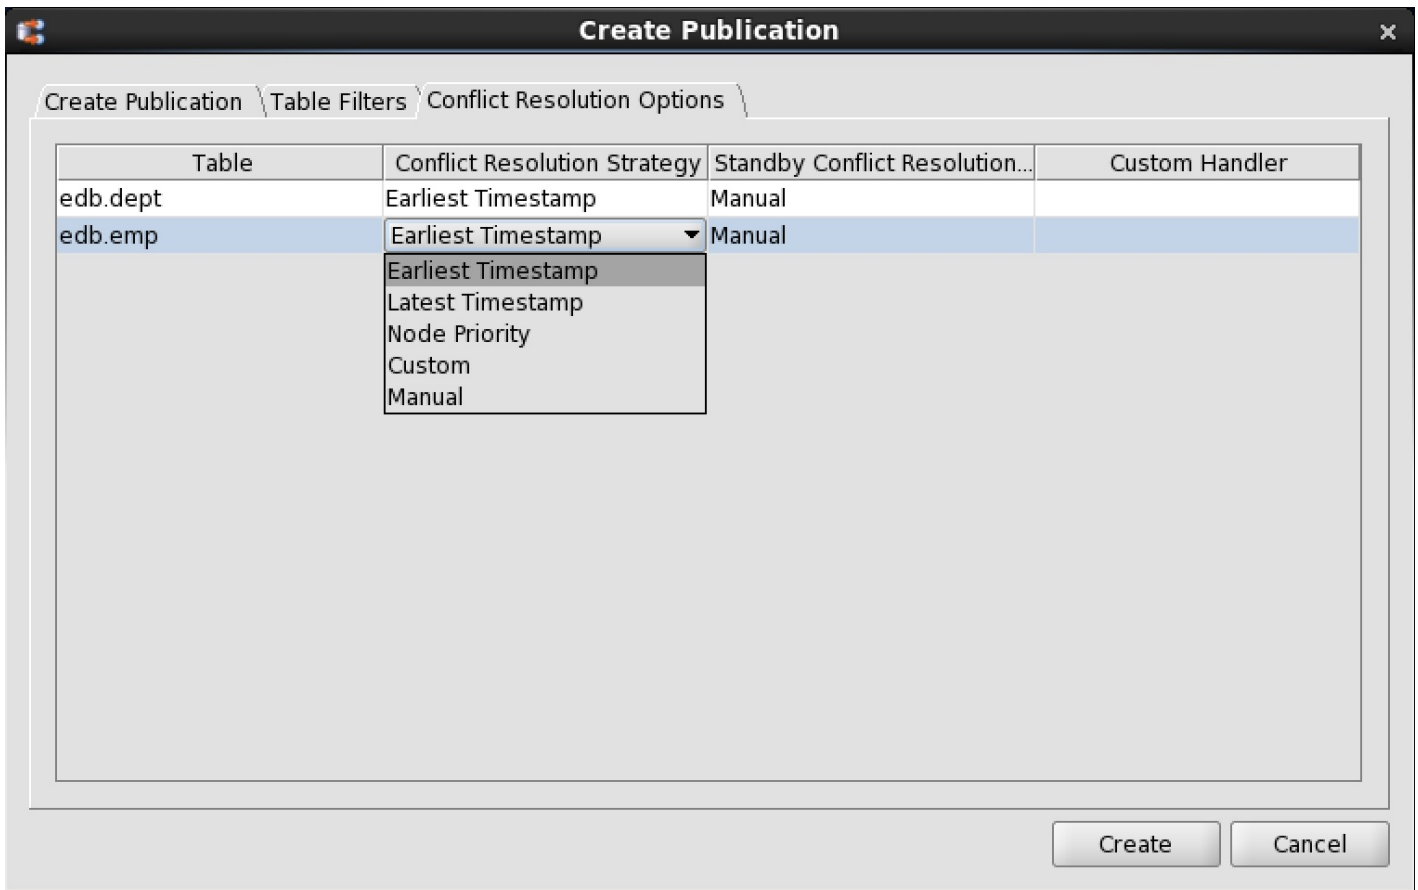 Create Publication
Create Publication Table Filters Conflict Resolution Options
Table Conflict Resolution Strategy Standby Conflict Resolution... Custom Handler
edb.dept Earliest Timestamp Manual
edb.emp Earliest Timestamp Manual
Earliest Timestamp
Latest Timestamp
Node Priority
Custom
Manual
Create Cancel